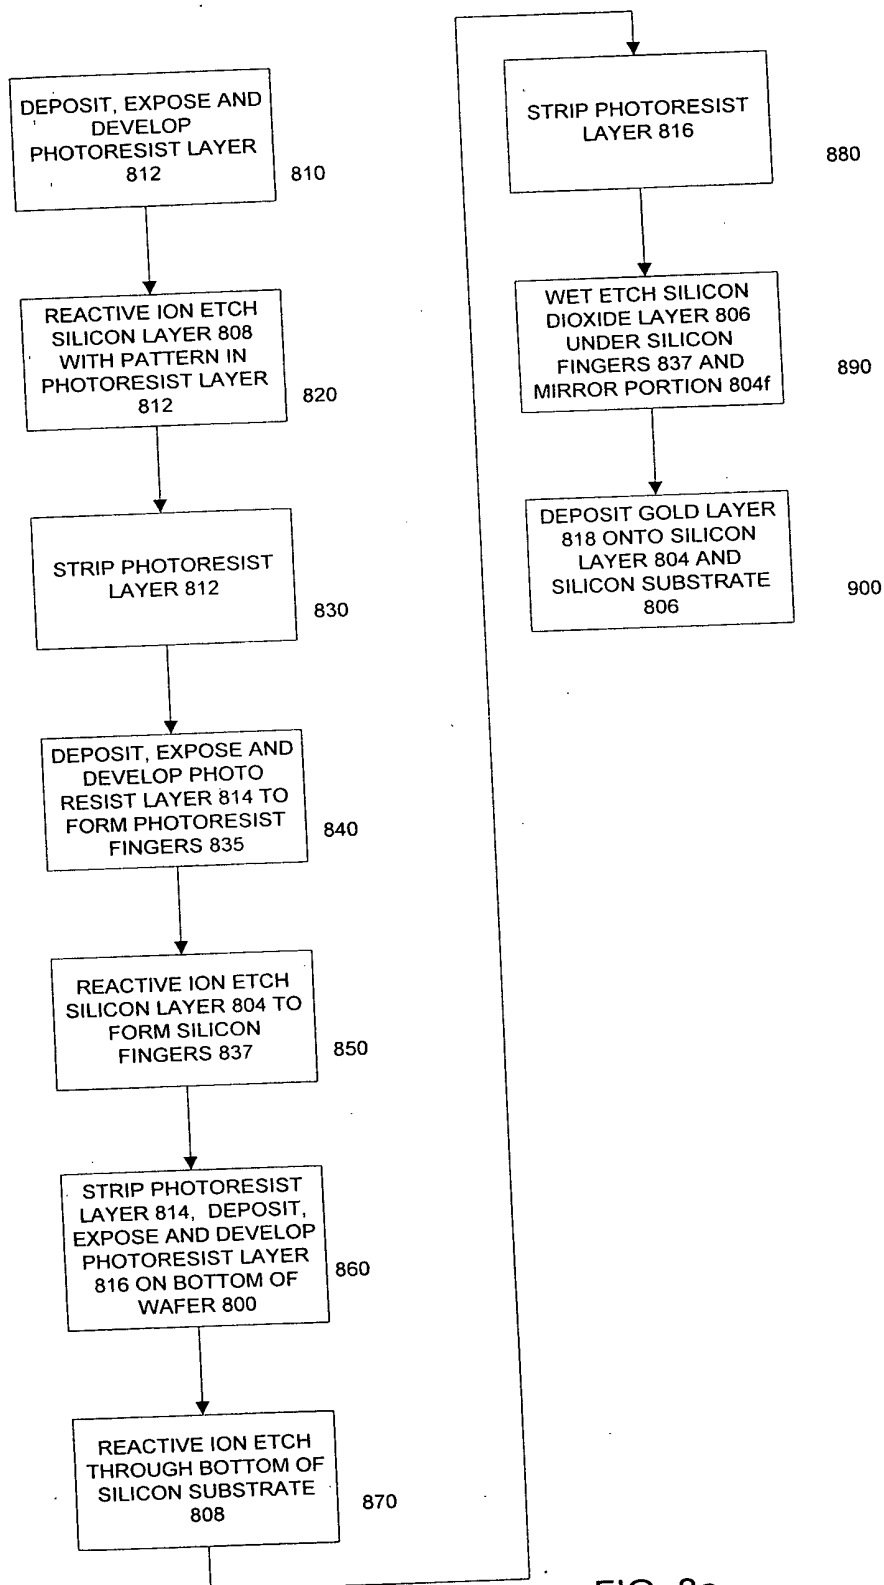 DEPOSIT, EXPOSE AND
DEVELOP
PHOTORESIST LAYER
812
810
REACTIVE ION ETCH
SILICON LAYER 808
WITH PATTERN IN
PHOTORESIST LAYER
812
820
STRIP PHOTORESIST
LAYER 812
830
DEPOSIT, EXPOSE AND
DEVELOP PHOTO
RESIST LAYER 814 TO
FORM PHOTORESIST
FINGERS 835
840
REACTIVE ION ETCH
SILICON LAYER 804 TO
FORM SILICON
FINGERS 837
850
STRIP PHOTORESIST
LAYER 814, DEPOSIT,
EXPOSE AND DEVELOP
PHOTORESIST LAYER
816 ON BOTTOM OF
WAFER 800
860
REACTIVE ION ETCH
THROUGH BOTTOM OF
SILICON SUBSTRATE
808
870
STRIP PHOTORESIST
LAYER 816
880
WET ETCH SILICON
DIOXIDE LAYER 806
UNDER SILICON
FINGERS 837 AND
MIRROR PORTION 804f
890
DEPOSIT GOLD LAYER
818 ONTO SILICON
LAYER 804 AND
SILICON SUBSTRATE
806
900